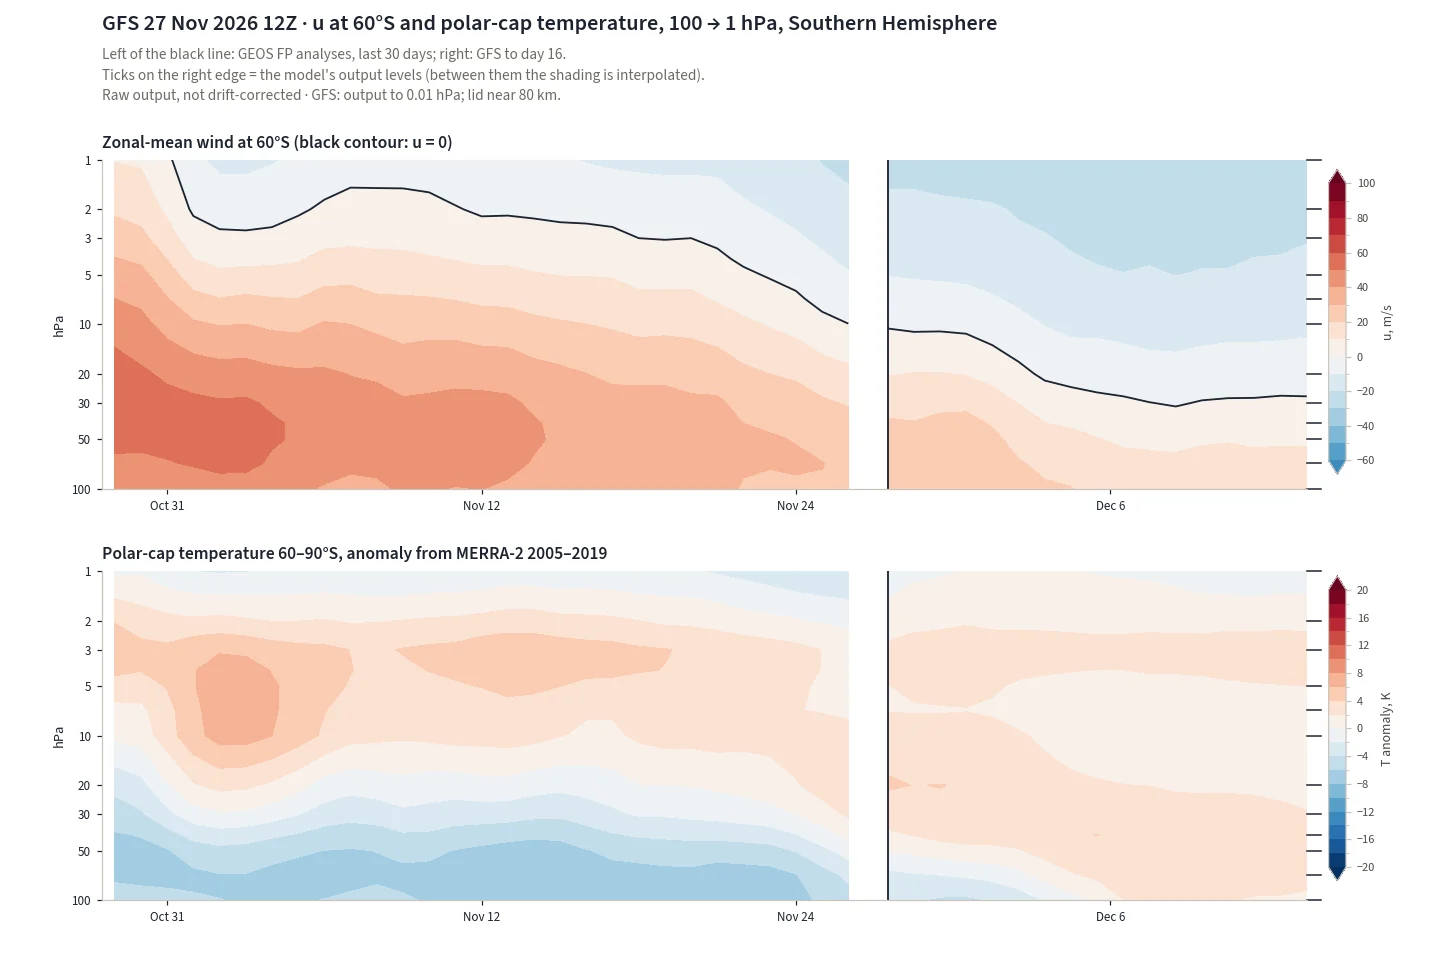 GFS 27 Nov 2026 12Z · u at 60°S and polar-cap temperature, 100 → 1 hPa, Southern Hemisphere
Left of the black line: GEOS FP analyses, last 30 days; right: GFS to day 16.
Ticks on the right edge = the model's output levels (between them the shading is interpolated).
Raw output, not drift-corrected · GFS: output to 0.01 hPa; lid near 80 km.
Zonal-mean wind at 60°S (black contour: u = 0)
1
2
3
5
10
20
30
50
100
hPa
Oct 31
Nov 12
Nov 24
Dec 6
100
80
60
40
20
0
−20
−40
−60
u, m/s
Polar-cap temperature 60–90°S, anomaly from MERRA-2 2005–2019
1
2
3
5
10
20
30
50
100
hPa
Oct 31
Nov 12
Nov 24
Dec 6
20
16
12
8
4
0
−4
−8
−12
−16
−20
T anomaly, K